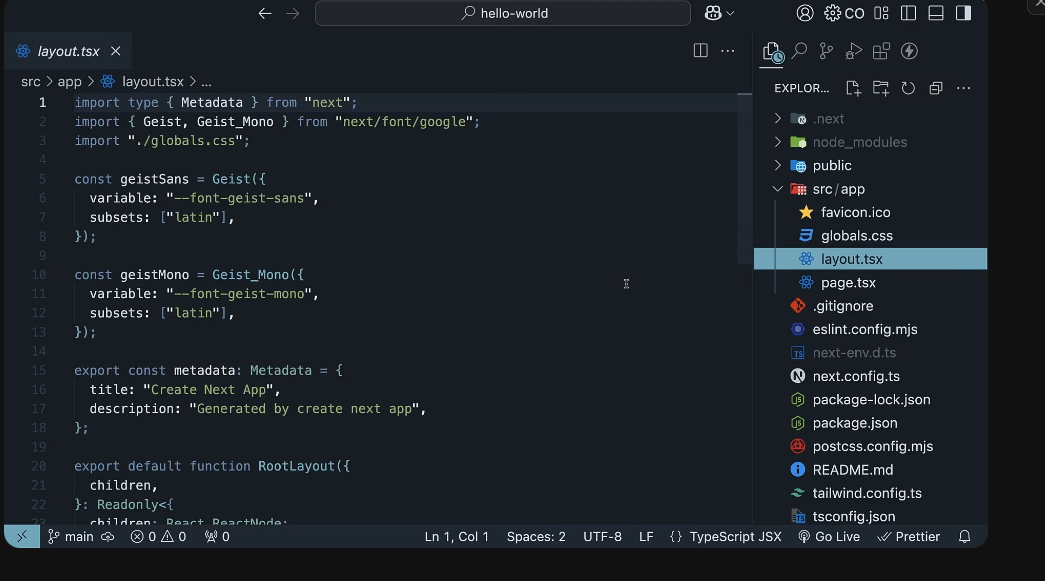 hello-world
CO
layout.tsx
src > app > layout.tsx > ...
EXPLOR...
1 import type { Metadata } from "next";
2 import { Geist, Geist_Mono } from "next/font/google";
3 import "./globals.css";
4
5 const geistSans = Geist({
6 variable: "--font-geist-sans",
7 subsets: ["latin"],
8 });
9
10 const geistMono = Geist_Mono({
11 variable: "--font-geist-mono",
12 subsets: ["latin"],
13 });
14
15 export const metadata: Metadata = {
16 title: "Create Next App",
17 description: "Generated by create next app",
18 };
19
20 export default function RootLayout({
21 children,
22 }: Readonly<{
23 children: React.ReactNode;
.next
node_modules
public
src/app
favicon.ico
globals.css
layout.tsx
page.tsx
.gitignore
eslint.config.mjs
TS next-env.d.ts
next.config.ts
package-lock.json
package.json
postcss.config.mjs
README.md
tailwind.config.ts
tsconfig.json
main 0 0 0 Ln 1, Col 1 Spaces: 2 UTF-8 LF {} TypeScript JSX Go Live Prettier